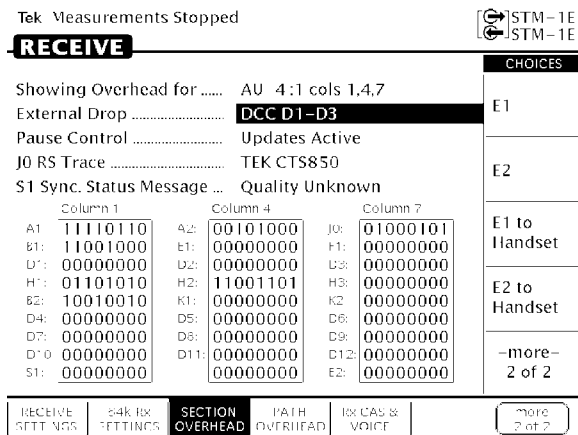 Tek Measurements Stopped
STM-1E
STM-1E
RECEIVE
CHOICES
Showing Overhead for ...... AU 4:1 cols 1,4,7
External Drop .......................... DCC D1-D3
Pause Control .......................... Updates Active
J0 RS Trace ................................ TEK CTS850
S1 Sync. Status Message ... Quality Unknown
E1
E2
E1 to
Handset
E2 to
Handset
-more-
2 of 2
Column 1 Column 4 Column 7
A1: 11110110 A2: 00101000 J0: 01000101
B1: 11001000 E1: 00000000 F1: 00000000
D1: 00000000 D2: 00000000 D3: 00000000
H1: 01101010 H2: 11001101 H3: 00000000
B2: 10010010 K1: 00000000 K2: 00000000
D4: 00000000 D5: 00000000 D6: 00000000
D7: 00000000 D8: 00000000 D9: 00000000
D10: 00000000 D11: 00000000 D12: 00000000
S1: 00000000 00000000 E2: 00000000
RECEIVE
SETTINGS
64k Rx
SETTINGS
SECTION
OVERHEAD
PATH
OVERHEAD
Rx CAS &
VOICE
more
2 of 2